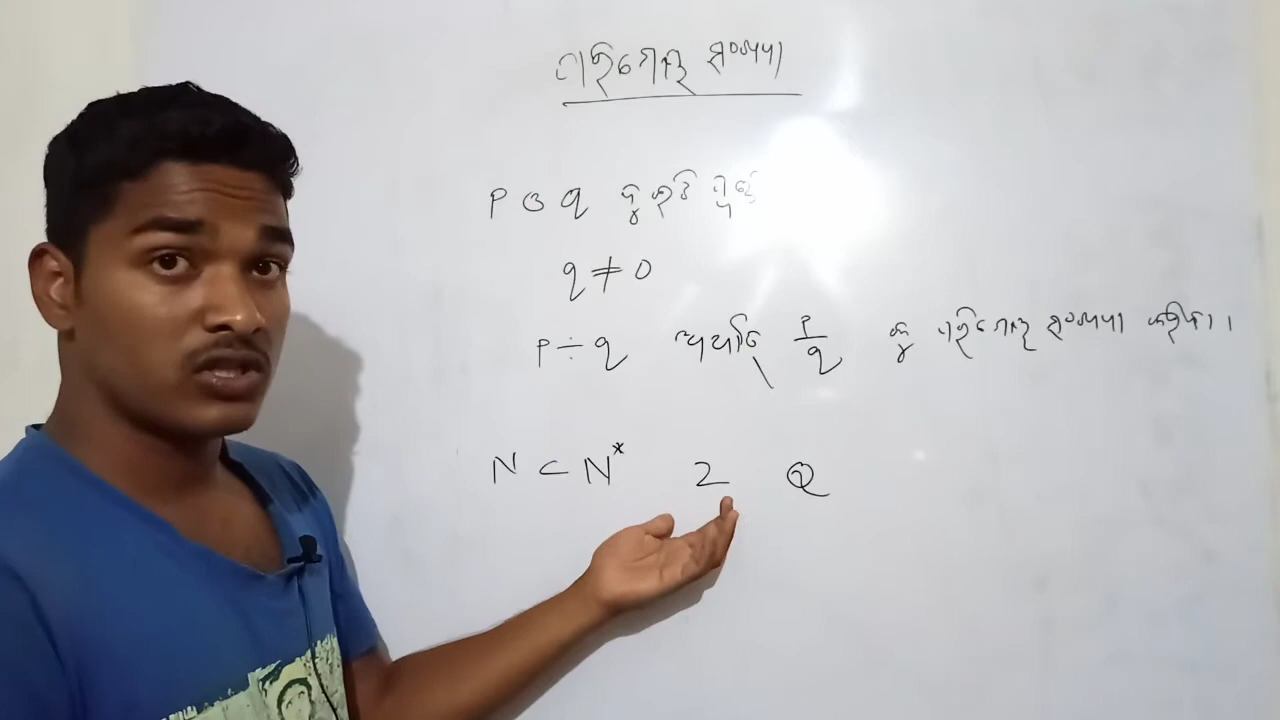 ପରିମେୟ ସଂଖ୍ୟା
P ଓ q ଦୁଇଟି ପୂର୍ଣ୍ଣ
q ≠ 0
P ÷ q ଅର୍ଥାତ୍ P/q କୁ ପରିମେୟ ସଂଖ୍ୟା କହିବା ।
N ⊂ N* Z Q